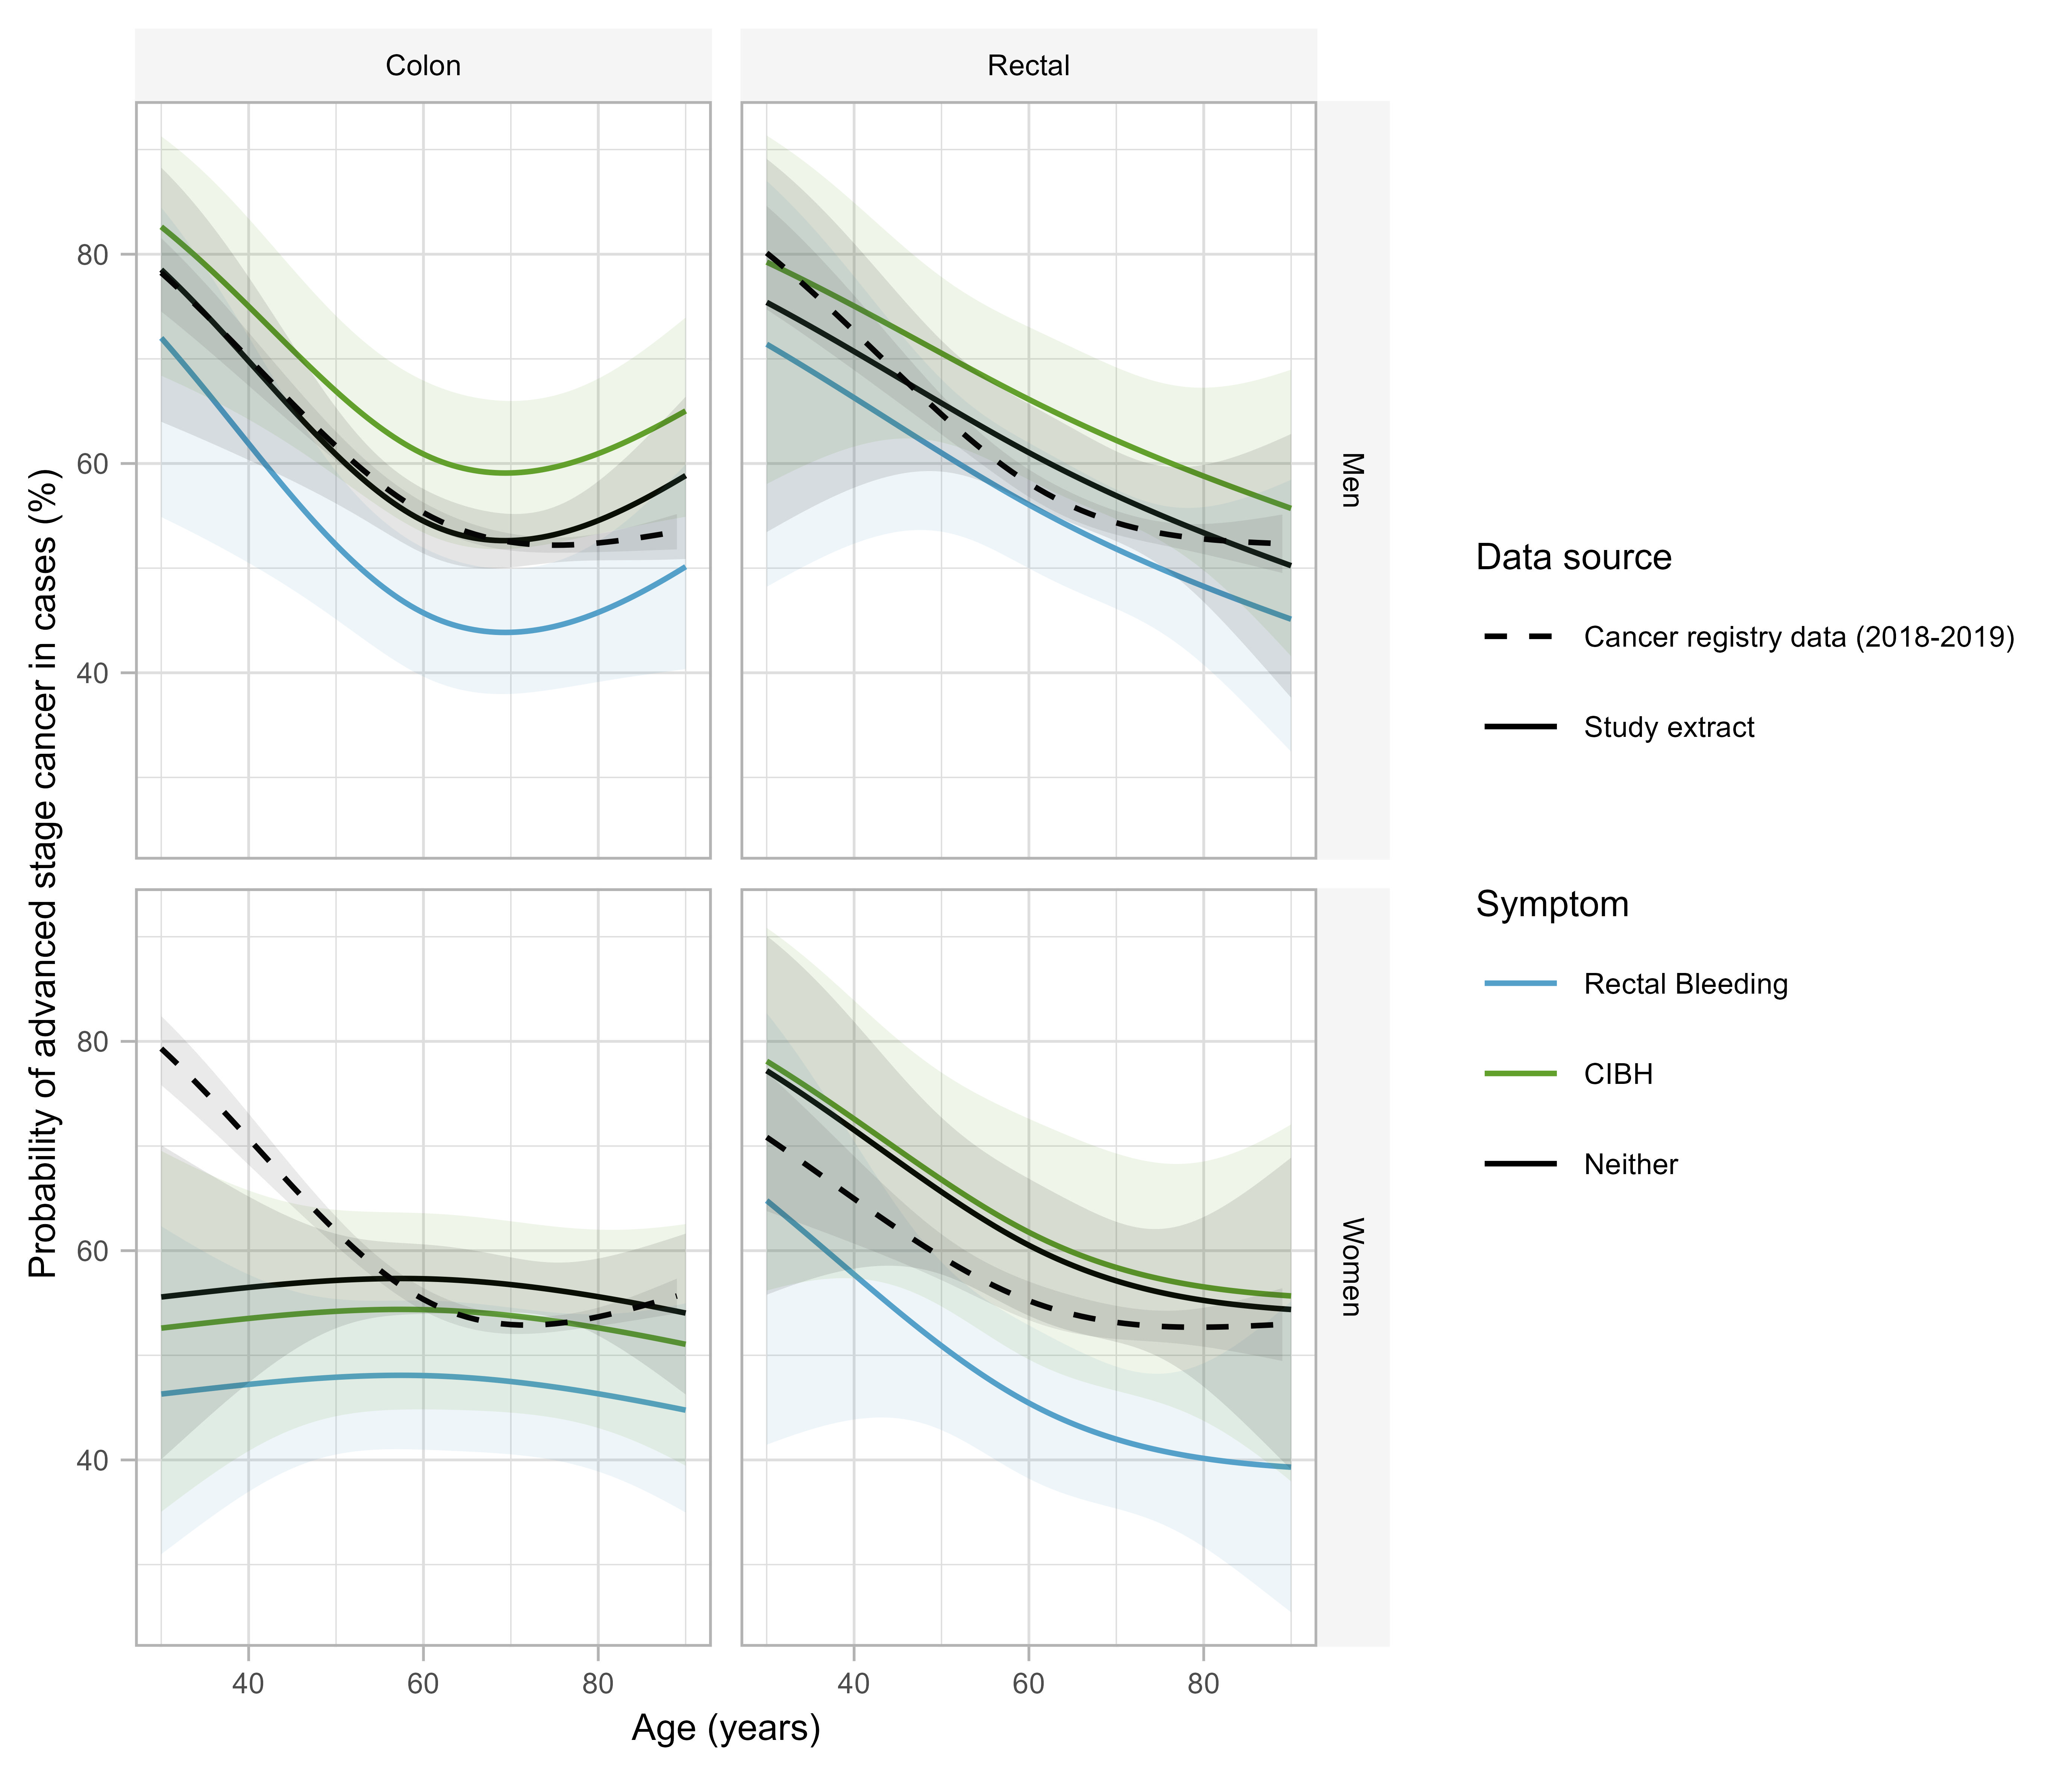 Colon
Rectal
80
60
40
Men
80
60
40
Women
40
60
80
40
60
80
Age (years)
Probability of advanced stage cancer in cases (%)
Data source
Cancer registry data (2018-2019)
Study extract
Symptom
Rectal Bleeding
CIBH
Neither